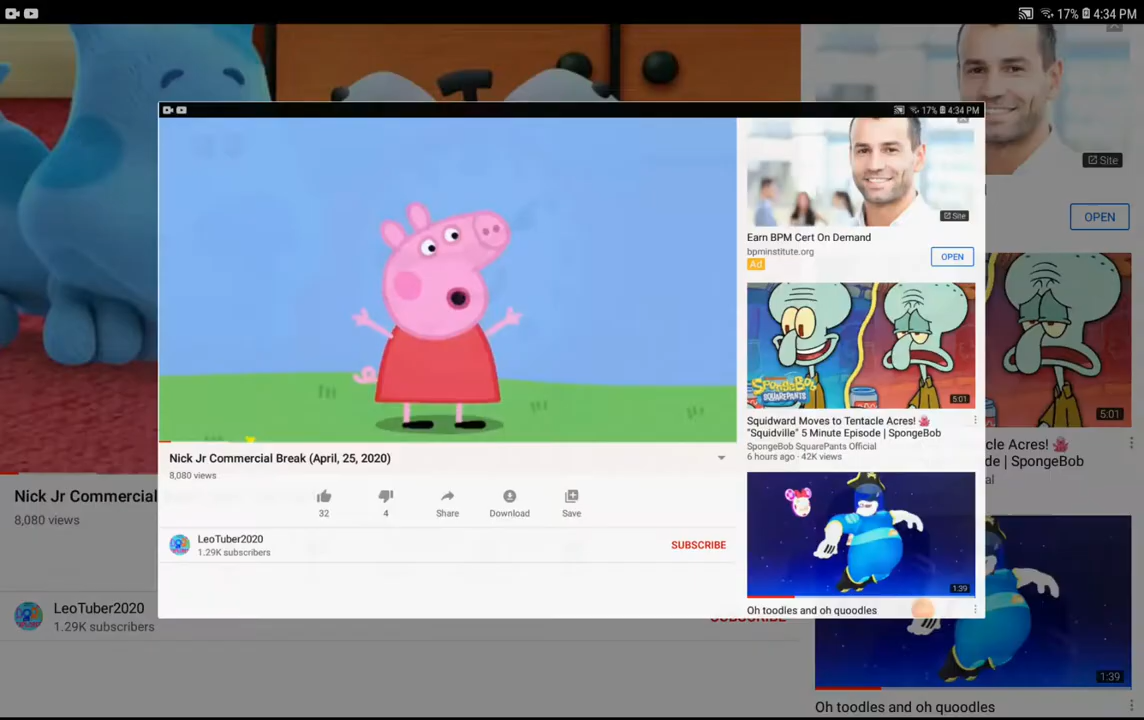 17% 4:34 PM
17% 4:34 PM
Site
Site
OPEN
Earn BPM Cert On Demand
bpminstitute.org
Ad
OPEN
SPONGEBOB
SQUAREPANTS
5:01
5:01
Squidward Moves to Tentacle Acres!
"Squidville" 5 Minute Episode | SpongeBob
SpongeBob SquarePants Official
6 hours ago · 42K views
cle Acres!
de | SpongeBob
al
Nick Jr Commercial Break (April, 25, 2020)
8,080 views
32
4
Share
Download
Save
LeoTuber2020
1.29K subscribers
SUBSCRIBE
1:39
Oh toodles and oh quoodles
Nick Jr Commercial
8,080 views
LeoTuber2020
1.29K subscribers
SUBSCRIBE
1:39
Oh toodles and oh quoodles